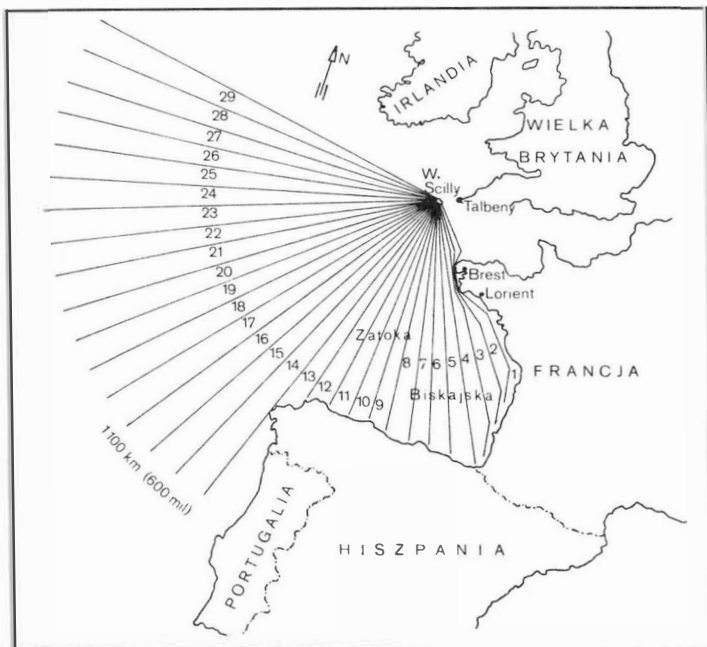 N
IRLANDIA
WIELKA
BRYTANIA
W.
Scilly
Talbeny
Brest
Lorient
FRANCJA
29
28
27
26
25
24
23
22
21
20
19
18
17
16
15
14
13
12
11
10
9
8
7
6
5
4
3
2
1
Zatoka
Biskajska
1100 km (600 mil)
PORTUGALIA
HISZPANIA